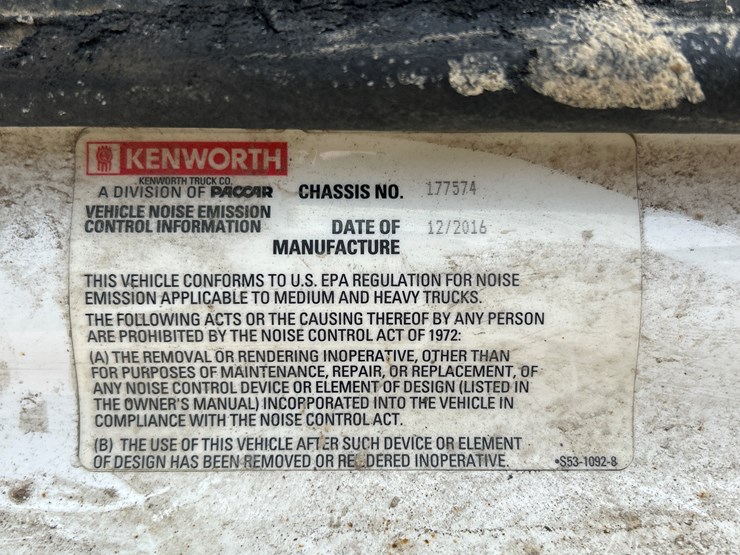 KENWORTH
KENWORTH TRUCK CO.
A DIVISION OF PACCAR
CHASSIS NO. 177574
VEHICLE NOISE EMISSION
CONTROL INFORMATION
DATE OF 12/2016
MANUFACTURE
THIS VEHICLE CONFORMS TO U.S. EPA REGULATION FOR NOISE
EMISSION APPLICABLE TO MEDIUM AND HEAVY TRUCKS.
THE FOLLOWING ACTS OR THE CAUSING THEREOF BY ANY PERSON
ARE PROHIBITED BY THE NOISE CONTROL ACT OF 1972:
(A) THE REMOVAL OR RENDERING INOPERATIVE, OTHER THAN
FOR PURPOSES OF MAINTENANCE, REPAIR, OR REPLACEMENT, OF
ANY NOISE CONTROL DEVICE OR ELEMENT OF DESIGN (LISTED IN
THE OWNER'S MANUAL) INCORPORATED INTO THE VEHICLE IN
COMPLIANCE WITH THE NOISE CONTROL ACT.
(B) THE USE OF THIS VEHICLE AFTER SUCH DEVICE OR ELEMENT
OF DESIGN HAS BEEN REMOVED OR RENDERED INOPERATIVE.
•S53-1092-8